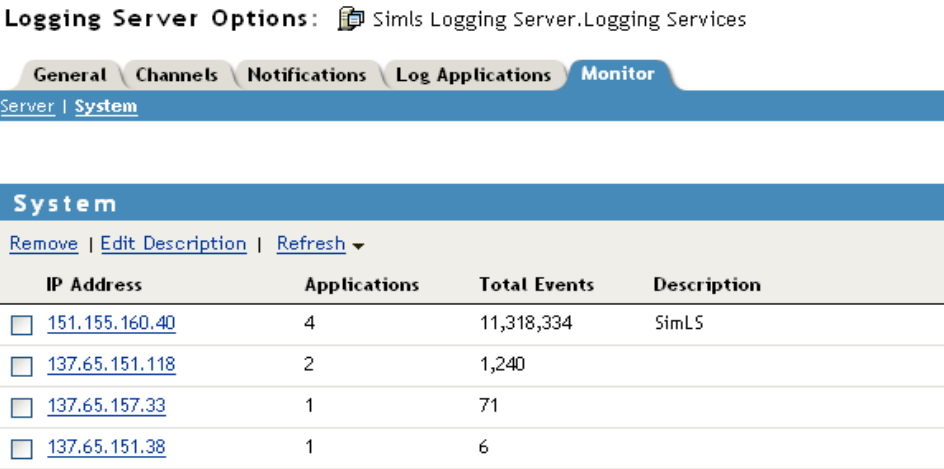 Logging Server Options: Simls Logging Server.Logging Services
General Channels Notifications Log Applications Monitor
Server | System
System
Remove | Edit Description | Refresh
IP Address Applications Total Events Description
151.155.160.40 4 11,318,334 SimLS
137.65.151.118 2 1,240
137.65.157.33 1 71
137.65.151.38 1 6